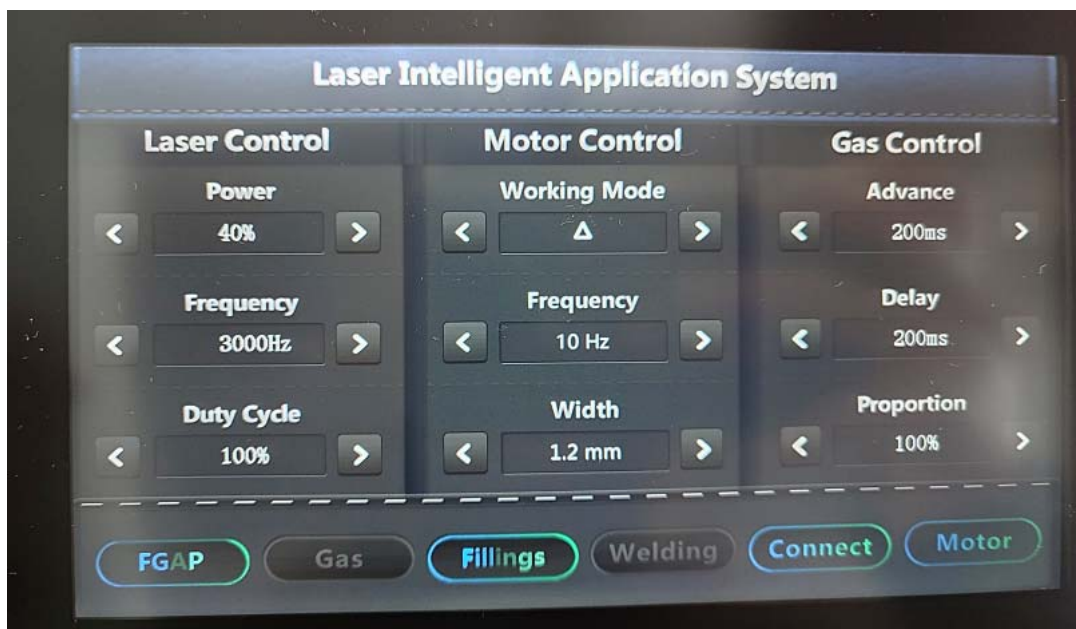 Laser Intelligent Application System
Laser Control
Power
< 40% >
Frequency
< 3000Hz >
Duty Cycle
< 100% >
Motor Control
Working Mode
< Δ >
Frequency
< 10 Hz >
Width
< 1.2 mm >
Gas Control
Advance
< 200ms >
Delay
< 200ms >
Proportion
< 100% >
FGAP Gas Fillings Welding Connect Motor